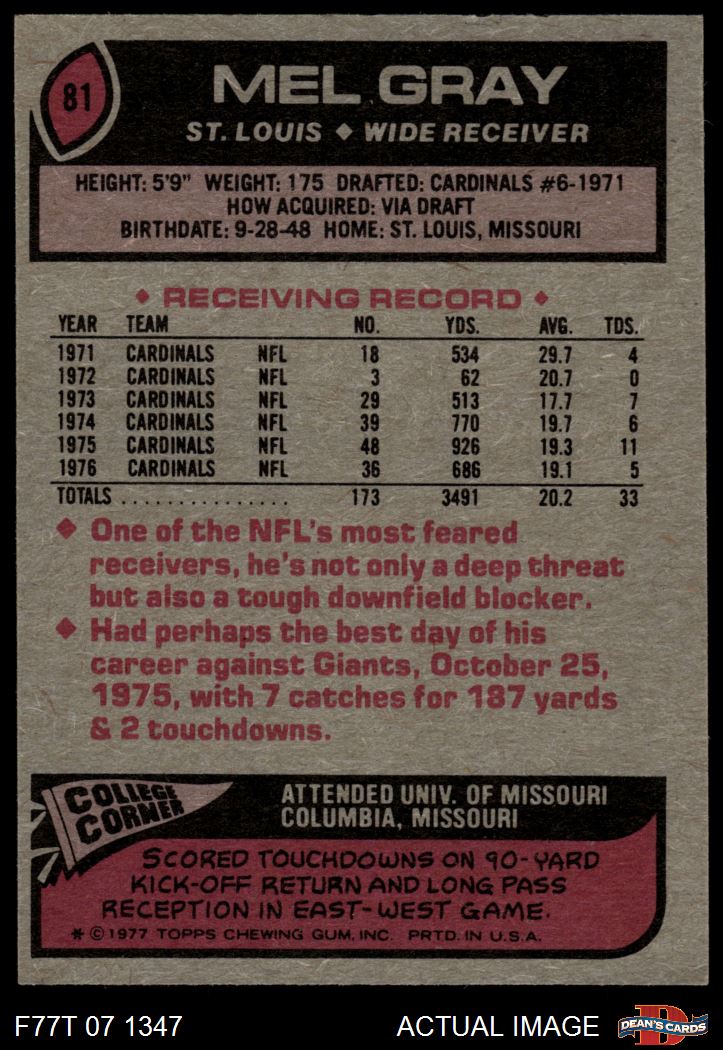 81
MEL GRAY
ST. LOUIS ♦ WIDE RECEIVER
HEIGHT: 5'9" WEIGHT: 175 DRAFTED: CARDINALS #6-1971
HOW ACQUIRED: VIA DRAFT
BIRTHDATE: 9-28-48 HOME: ST. LOUIS, MISSOURI
♦ RECEIVING RECORD ♦
YEAR TEAM NO. YDS. AVG. TDS.
1971 CARDINALS NFL 18 534 29.7 4
1972 CARDINALS NFL 3 62 20.7 0
1973 CARDINALS NFL 29 513 17.7 7
1974 CARDINALS NFL 39 770 19.7 6
1975 CARDINALS NFL 48 926 19.3 11
1976 CARDINALS NFL 36 686 19.1 5
TOTALS ................ 173 3491 20.2 33
♦ One of the NFL's most feared
receivers, he's not only a deep threat
but also a tough downfield blocker.
♦ Had perhaps the best day of his
career against Giants, October 25,
1975, with 7 catches for 187 yards
& 2 touchdowns.
COLLEGE
CORNER
ATTENDED UNIV. OF MISSOURI
COLUMBIA, MISSOURI
SCORED TOUCHDOWNS ON 90-YARD
KICK-OFF RETURN AND LONG PASS
RECEPTION IN EAST-WEST GAME.
* © 1977 TOPPS CHEWING GUM, INC. PRTD. IN U.S.A.
F77T 07 1347 ACTUAL IMAGE
D
DEAN'S CARDS